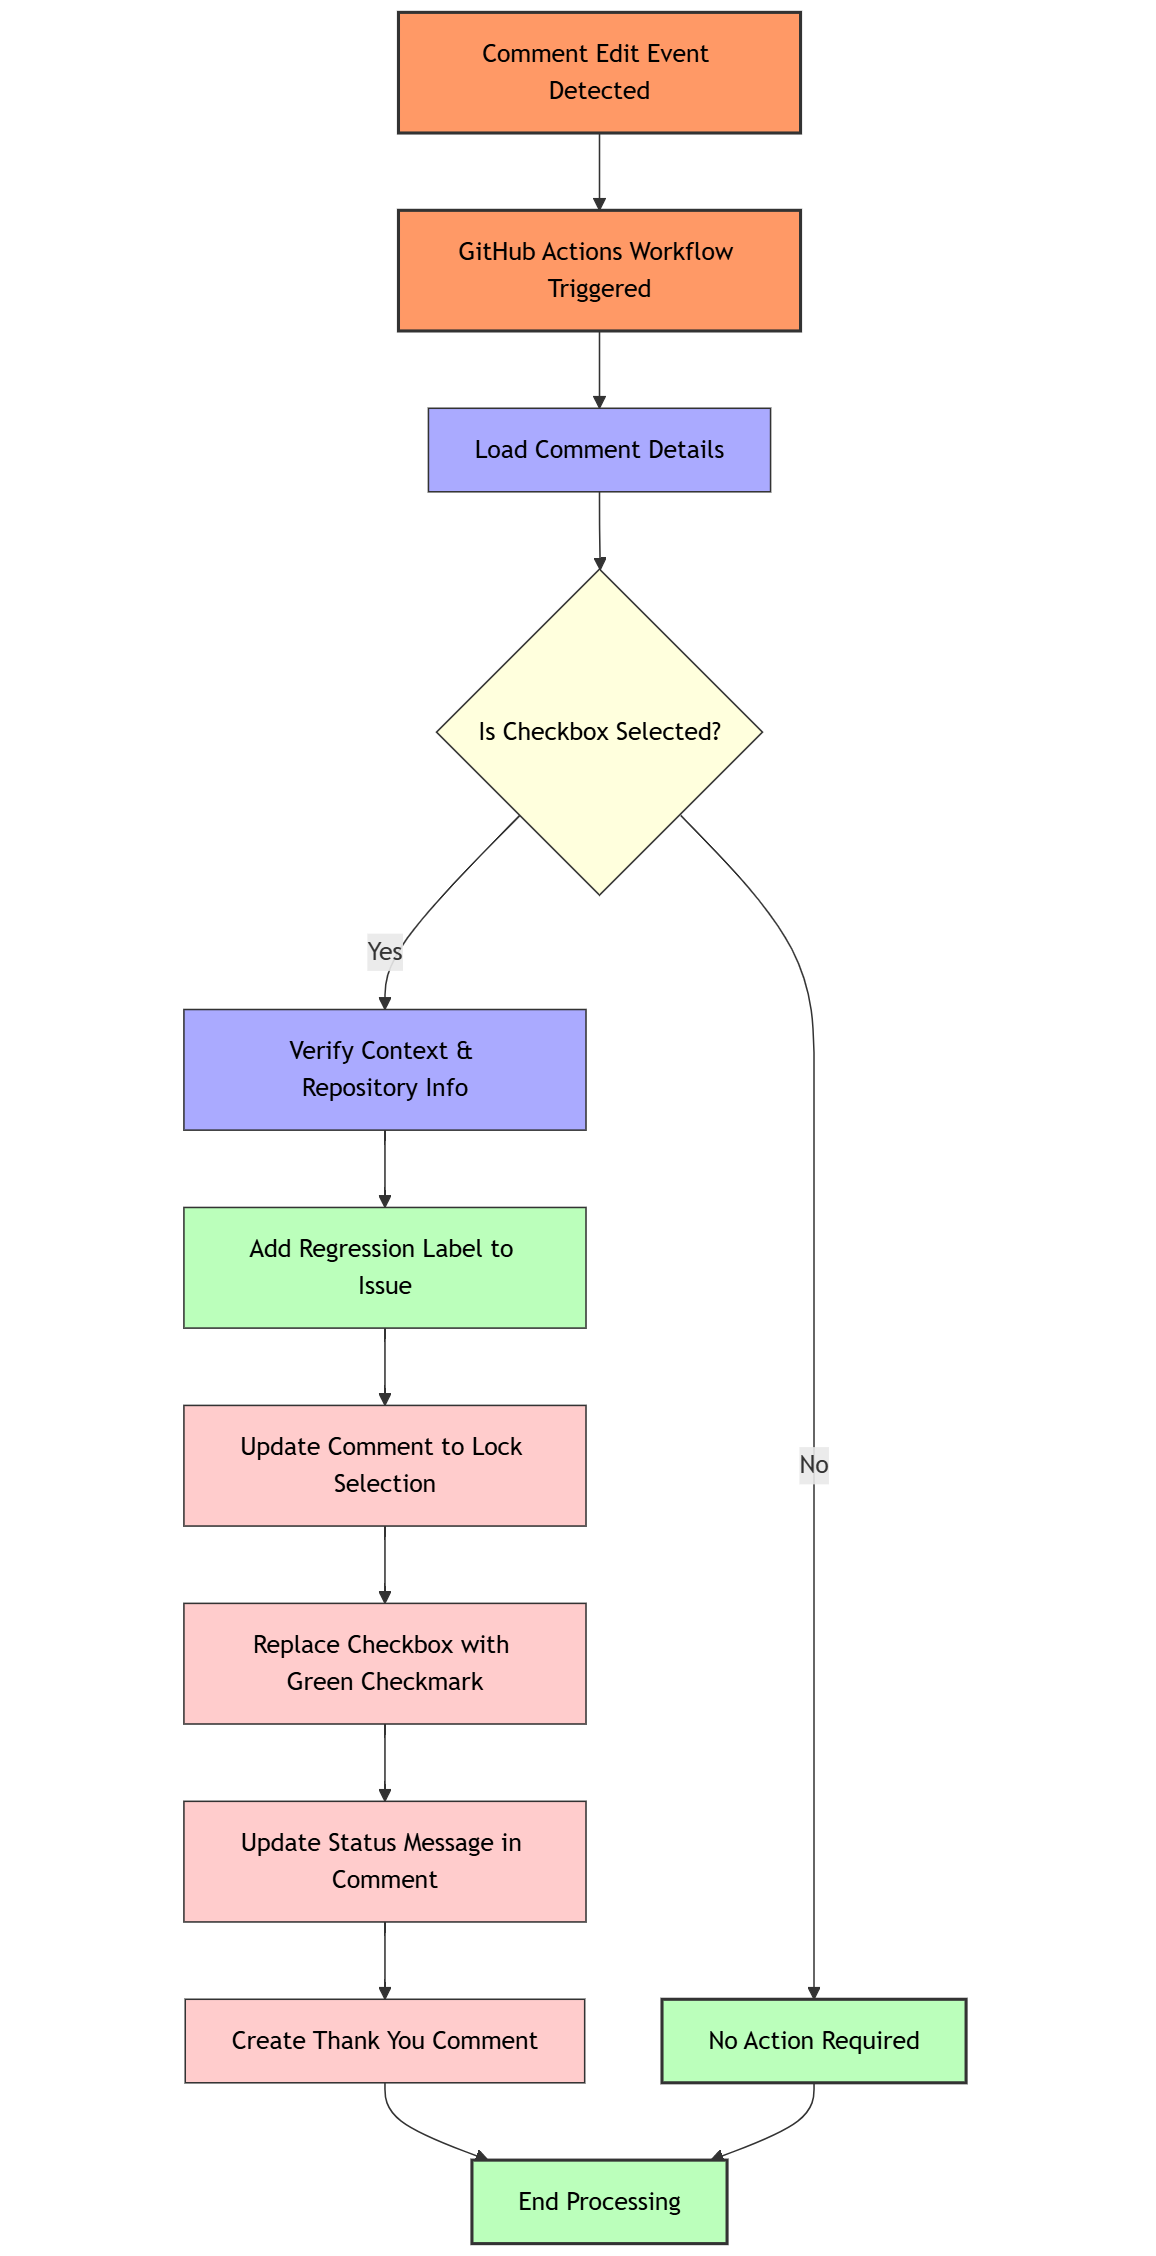 Comment Edit Event
Detected
GitHub Actions Workflow
Triggered
Load Comment Details
Is Checkbox Selected?
Yes
Verify Context &
Repository Info
Add Regression Label to
Issue
Update Comment to Lock
Selection
No
Replace Checkbox with
Green Checkmark
Update Status Message in
Comment
Create Thank You Comment
No Action Required
End Processing